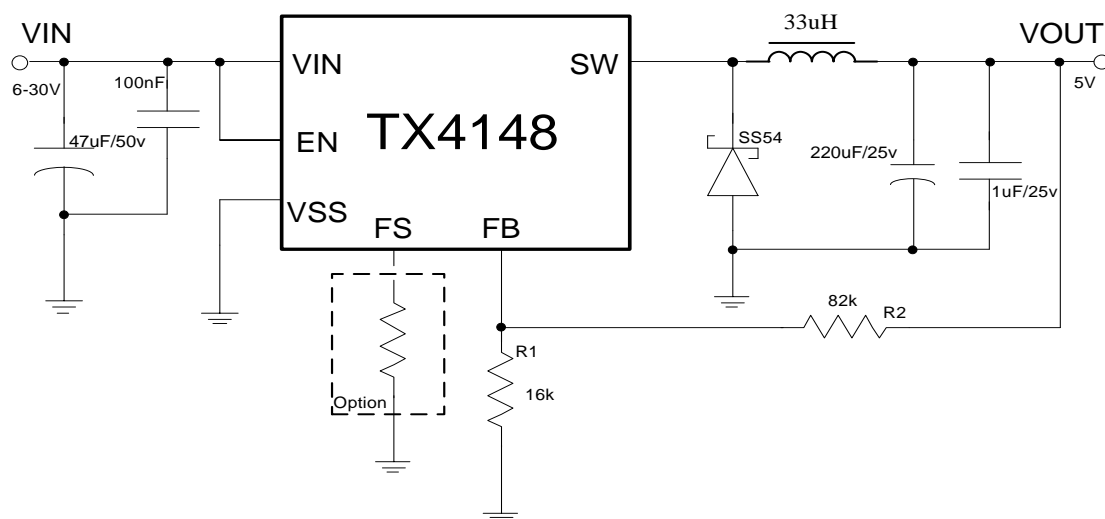 33uH
VIN
VOUT
VIN
SW
6-30V
100nF
5V
TX4148
47uF/50v
EN
SS54
220uF/25v
1uF/25v
VSS
FS
FB
82k
R2
R1
Option
16k